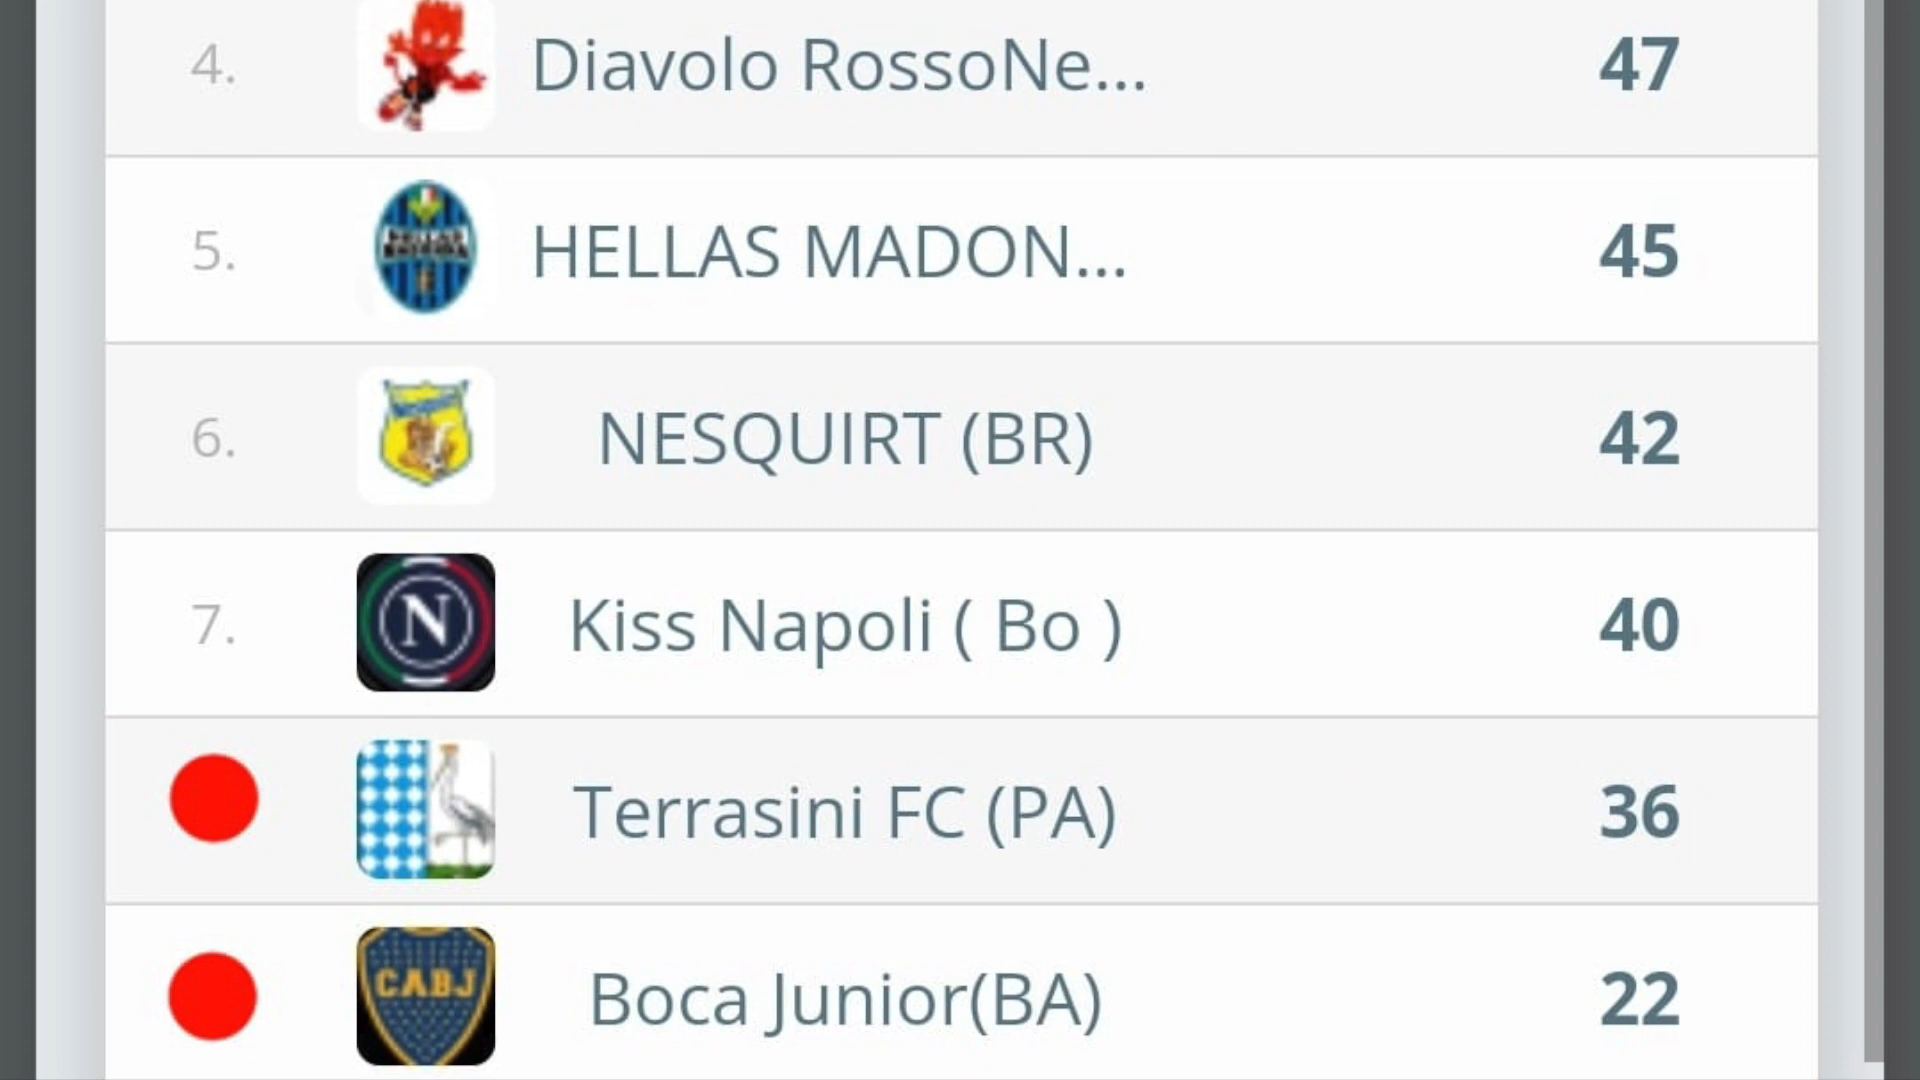 4. Diavolo RossoNe... 47
5. HELLAS MADON... 45
6. NESQUIRT (BR) 42
7. N Kiss Napoli ( Bo ) 40
Terrasini FC (PA) 36
CABJ Boca Junior(BA) 22